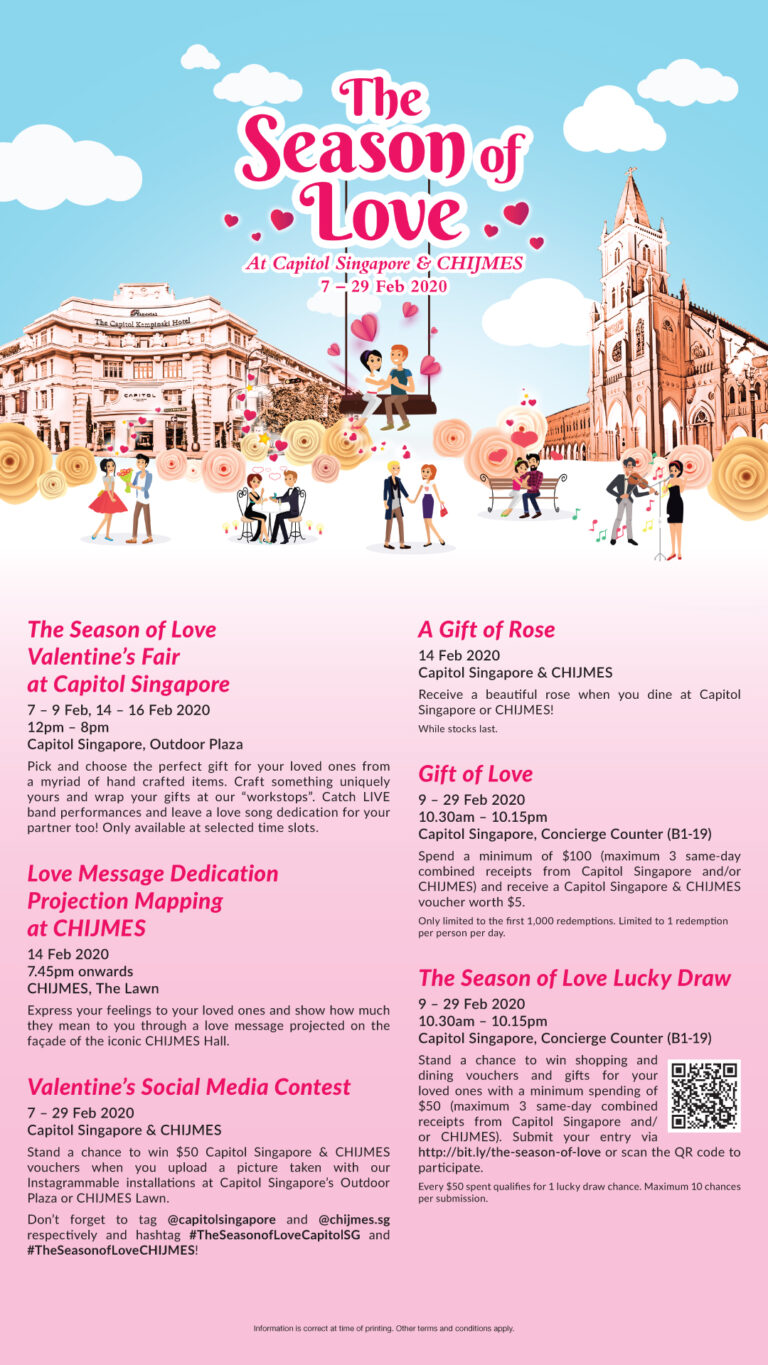 The
Season of
Love
At Capitol Singapore & CHIJMES
7 – 29 Feb 2020
The Capitol Kempinski Hotel
CAPITOL
The Season of Love
Valentine’s Fair
at Capitol Singapore
7 – 9 Feb, 14 – 16 Feb 2020
12pm – 8pm
Capitol Singapore, Outdoor Plaza
Pick and choose the perfect gift for your loved ones from
a myriad of hand crafted items. Craft something uniquely
yours and wrap your gifts at our “workstops”. Catch LIVE
band performances and leave a love song dedication for your
partner too! Only available at selected time slots.
Love Message Dedication
Projection Mapping
at CHIJMES
14 Feb 2020
7.45pm onwards
CHIJMES, The Lawn
Express your feelings to your loved ones and show how much
they mean to you through a love message projected on the
façade of the iconic CHIJMES Hall.
Valentine’s Social Media Contest
7 – 29 Feb 2020
Capitol Singapore & CHIJMES
Stand a chance to win $50 Capitol Singapore & CHIJMES
vouchers when you upload a picture taken with our
Instagrammable installations at Capitol Singapore’s Outdoor
Plaza or CHIJMES Lawn.
Don’t forget to tag @capitolsingapore and @chijmes.sg
respectively and hashtag #TheSeasonofLoveCapitolSG and
#TheSeasonofLoveCHIJMES!
A Gift of Rose
14 Feb 2020
Capitol Singapore & CHIJMES
Receive a beautiful rose when you dine at Capitol
Singapore or CHIJMES!
While stocks last.
Gift of Love
9 – 29 Feb 2020
10.30am – 10.15pm
Capitol Singapore, Concierge Counter (B1-19)
Spend a minimum of $100 (maximum 3 same-day
combined receipts from Capitol Singapore and/or
CHIJMES) and receive a Capitol Singapore & CHIJMES
voucher worth $5.
Only limited to the first 1,000 redemptions. Limited to 1 redemption
per person per day.
The Season of Love Lucky Draw
9 – 29 Feb 2020
10.30am – 10.15pm
Capitol Singapore, Concierge Counter (B1-19)
Stand a chance to win shopping and
dining vouchers and gifts for your
loved ones with a minimum spending of
$50 (maximum 3 same-day combined
receipts from Capitol Singapore and/
or CHIJMES). Submit your entry via
http://bit.ly/the-season-of-love or scan the QR code to
participate.
Every $50 spent qualifies for 1 lucky draw chance. Maximum 10 chances
per submission.
Information is correct at time of printing. Other terms and conditions apply.